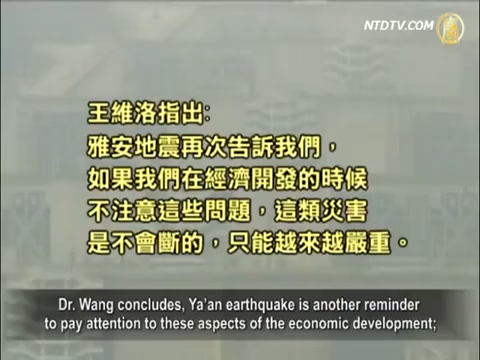 NTDTV.COM
王維洛指出:
雅安地震再次告訴我們，
如果我們在經濟開發的時候
不注意這些問題，這類災害
是不會斷的，只能越來越嚴重。
Dr. Wang concludes, Ya'an earthquake is another reminder
to pay attention to these aspects of the economic development;